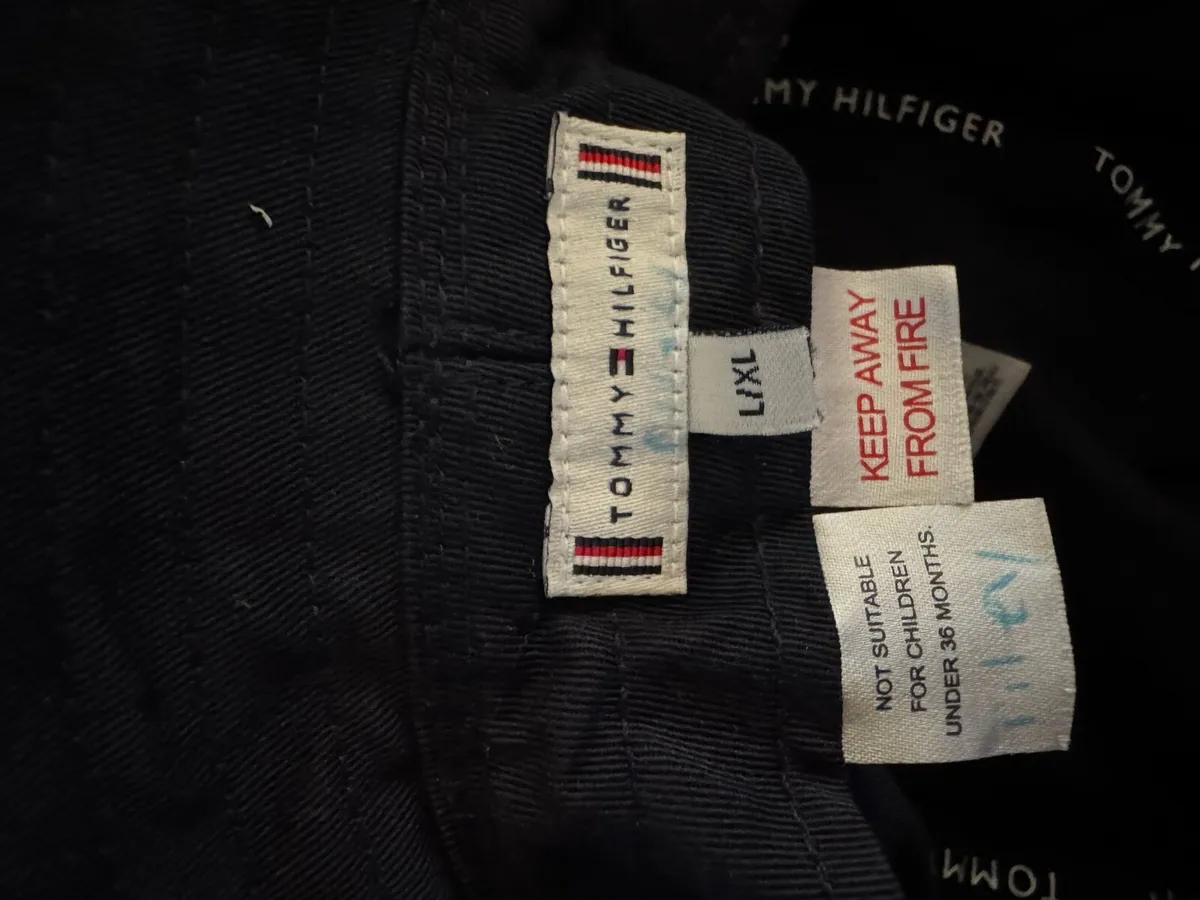 TOMMY HILFIGER
L/XL
KEEP AWAY
FROM FIRE
NOT SUITABLE
FOR CHILDREN
UNDER 36 MONTHS.
MY HILFIGER
TOMMY
TOMM